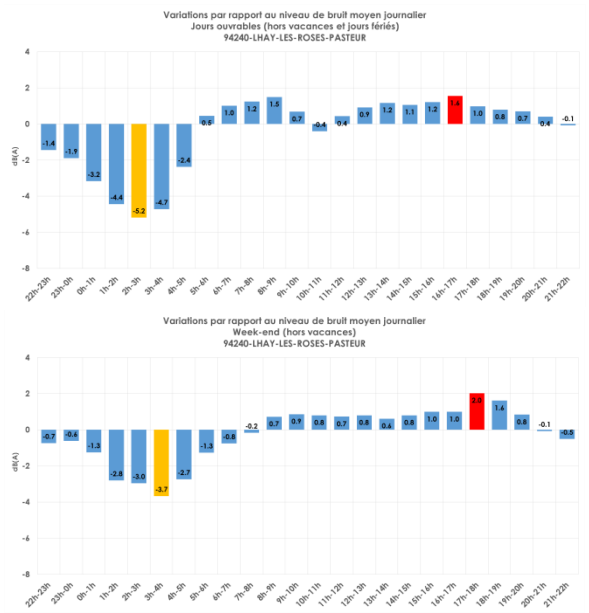 Variations par rapport au niveau de bruit moyen journalier
Jours ouvrables (hors vacances et jours fériés)
94240-LHAY-LES-ROSES-PASTEUR
4
2
0
-2
-4
-6
-8
dB(A)
-1.4 -1.9 -3.2 -4.4 -5.2 -4.7 -2.4 0.5 1.0 1.2 1.5 0.7 -0.4 0.4 0.9 1.2 1.1 1.2 1.6 1.0 0.8 0.7 0.4 -0.1
22h-23h 23h-0h 0h-1h 1h-2h 2h-3h 3h-4h 4h-5h 5h-6h 6h-7h 7h-8h 8h-9h 9h-10h 10h-11h 11h-12h 12h-13h 13h-14h 14h-15h 15h-16h 16h-17h 17h-18h 18h-19h 19h-20h 20h-21h 21h-22h
Variations par rapport au niveau de bruit moyen journalier
Week-end (hors vacances)
94240-LHAY-LES-ROSES-PASTEUR
4
2
0
-2
-4
-6
-8
dB(A)
-0.7 -0.6 -1.3 -2.8 -3.0 -3.7 -2.7 -1.3 -0.8 -0.2 0.7 0.9 0.8 0.7 0.8 0.6 0.8 1.0 1.0 2.0 1.6 0.8 -0.1 -0.5
22h-23h 23h-0h 0h-1h 1h-2h 2h-3h 3h-4h 4h-5h 5h-6h 6h-7h 7h-8h 8h-9h 9h-10h 10h-11h 11h-12h 12h-13h 13h-14h 14h-15h 15h-16h 16h-17h 17h-18h 18h-19h 19h-20h 20h-21h 21h-22h